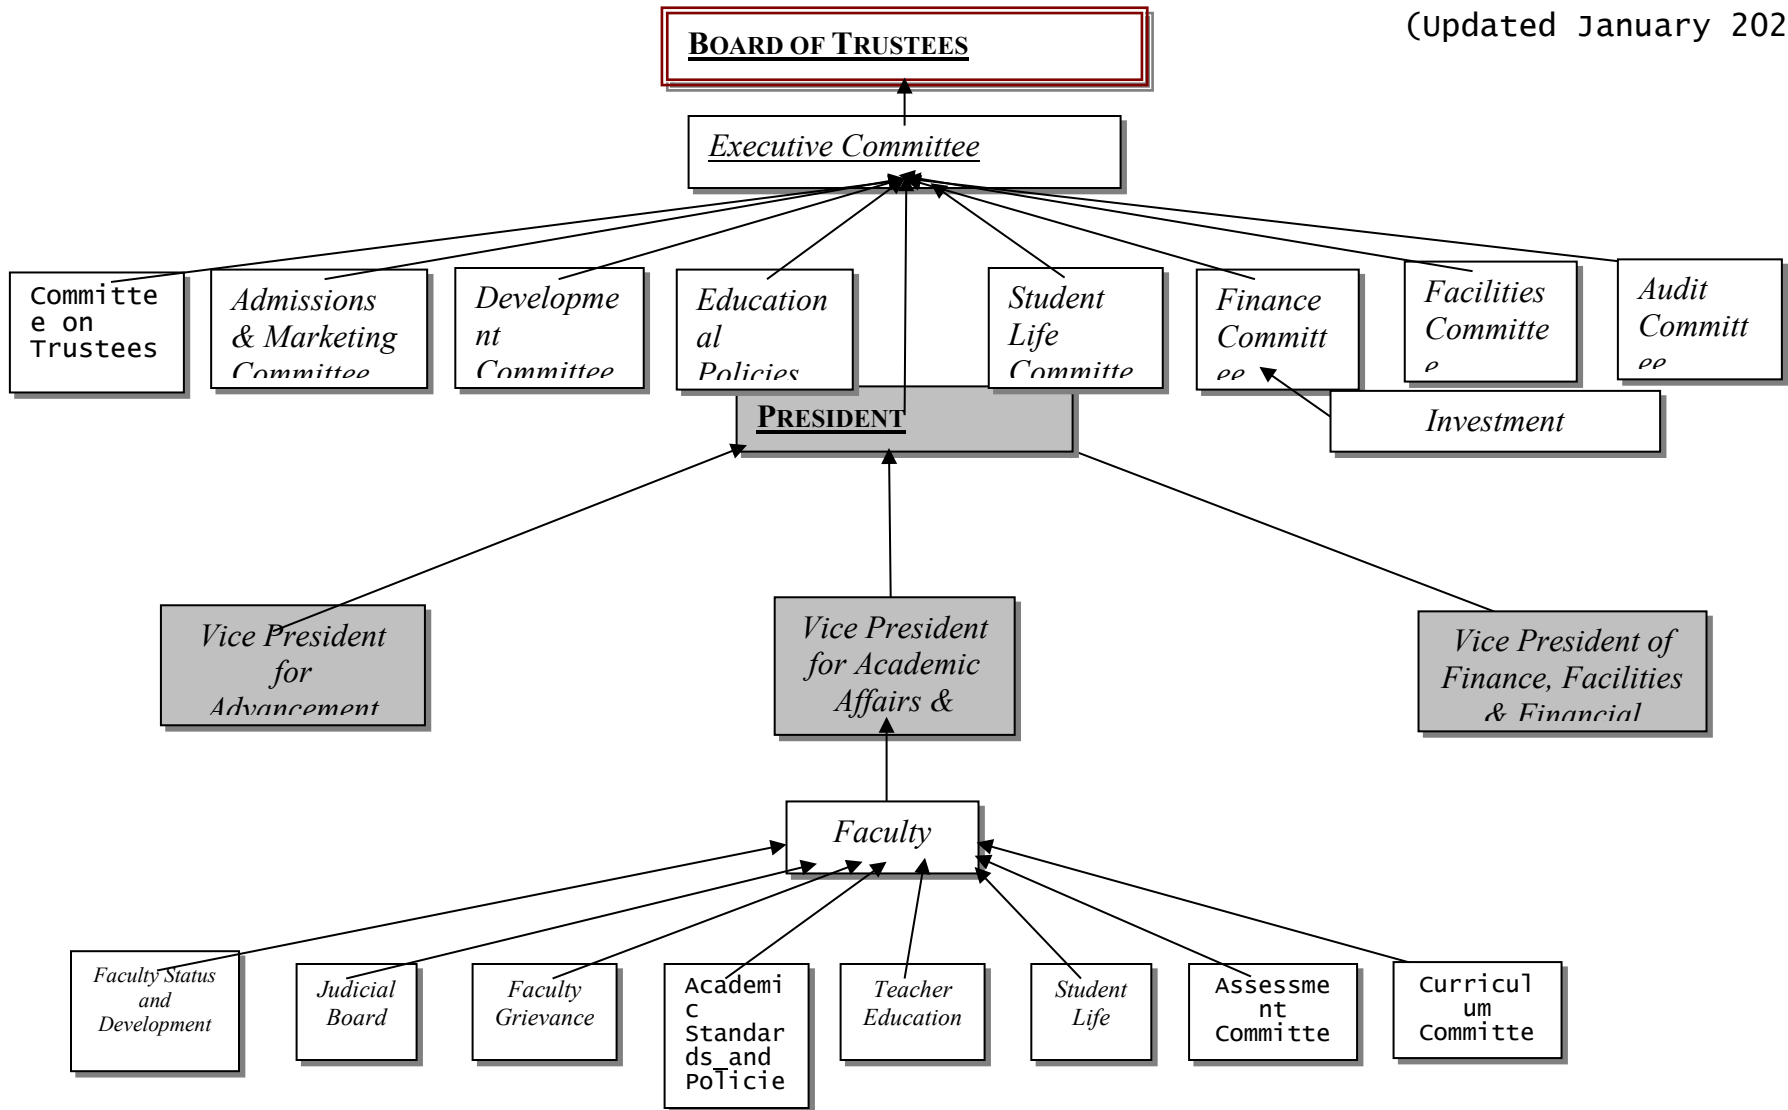 (Updated January 202
BOARD OF TRUSTEES
Executive Committee
Committe
e on
Trustees
Admissions
& Marketing
Committee
Developme
nt
Committee
Education
al
Policies
Student
Life
Committe
Finance
Committ
ee
Facilities
Committe
e
Audit
Committ
ee
PRESIDENT
Investment
Vice President
for
Advancement
Vice President
for Academic
Affairs &
Vice President of
Finance, Facilities
& Financial
Faculty
Faculty Status
and
Development
Judicial
Board
Faculty
Grievance
Academi
c
Standar
ds_and
Policie
Teacher
Education
Student
Life
Assessme
nt
Committe
Curricul
um
Committe